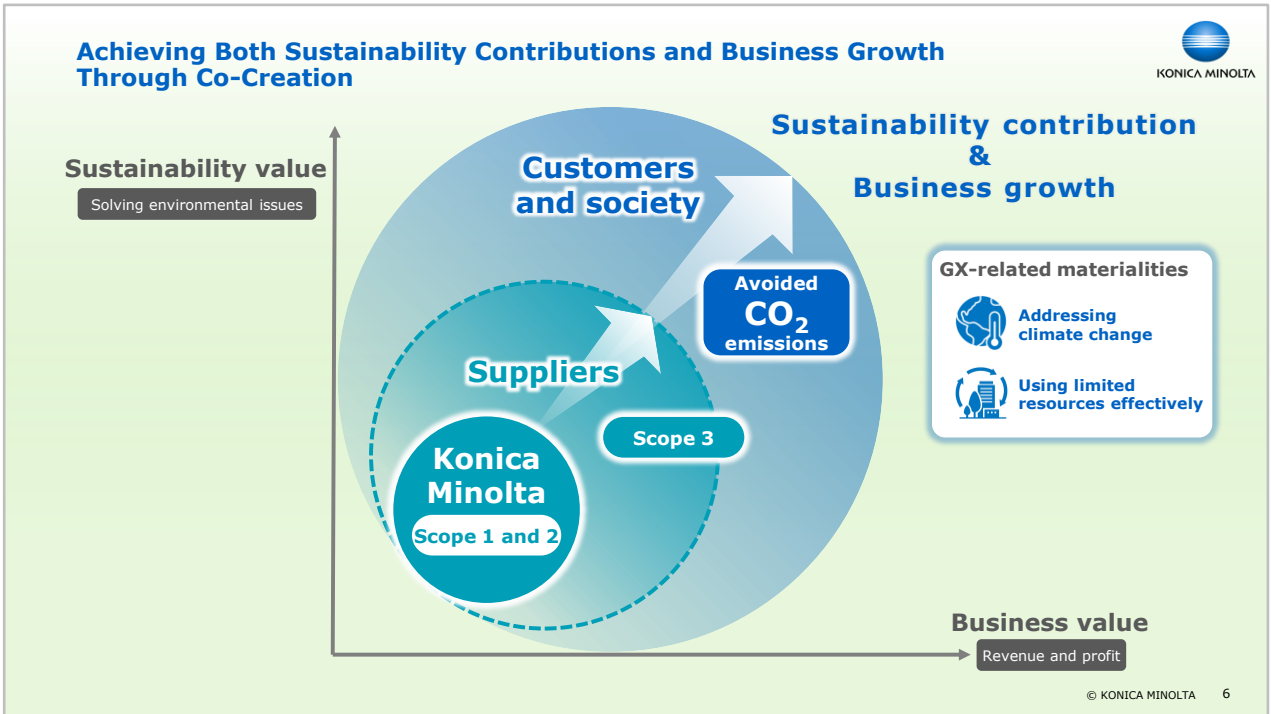 Achieving Both Sustainability Contributions and Business Growth
Through Co-Creation
KONICA MINOLTA
Sustainability contribution
&
Business growth
Sustainability value
Solving environmental issues
Customers
and society
Avoided
CO₂
emissions
GX-related materialities
Addressing
climate change
Using limited
resources effectively
Suppliers
Scope 3
Konica
Minolta
Scope 1 and 2
Business value
Revenue and profit
© KONICA MINOLTA 6